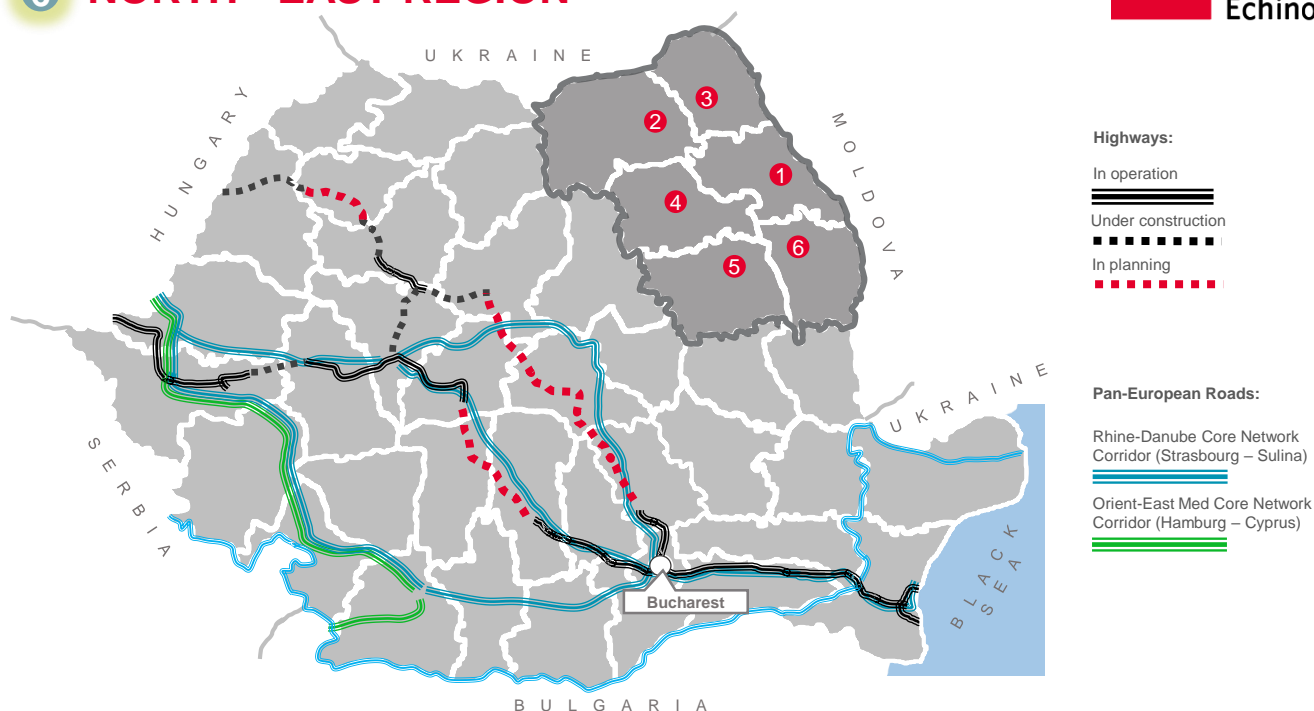 NORTH - EAST REGION
Echino
UKRAINE
HUNGARY
MOLDOVA
3
2
1
4
6
5
Highways:
In operation
Under construction
In planning
UKRAINE
SERBIA
Pan-European Roads:
Rhine-Danube Core Network
Corridor (Strasbourg – Sulina)
Orient-East Med Core Network
Corridor (Hamburg – Cyprus)
BLACK
SEA
Bucharest
BULGARIA